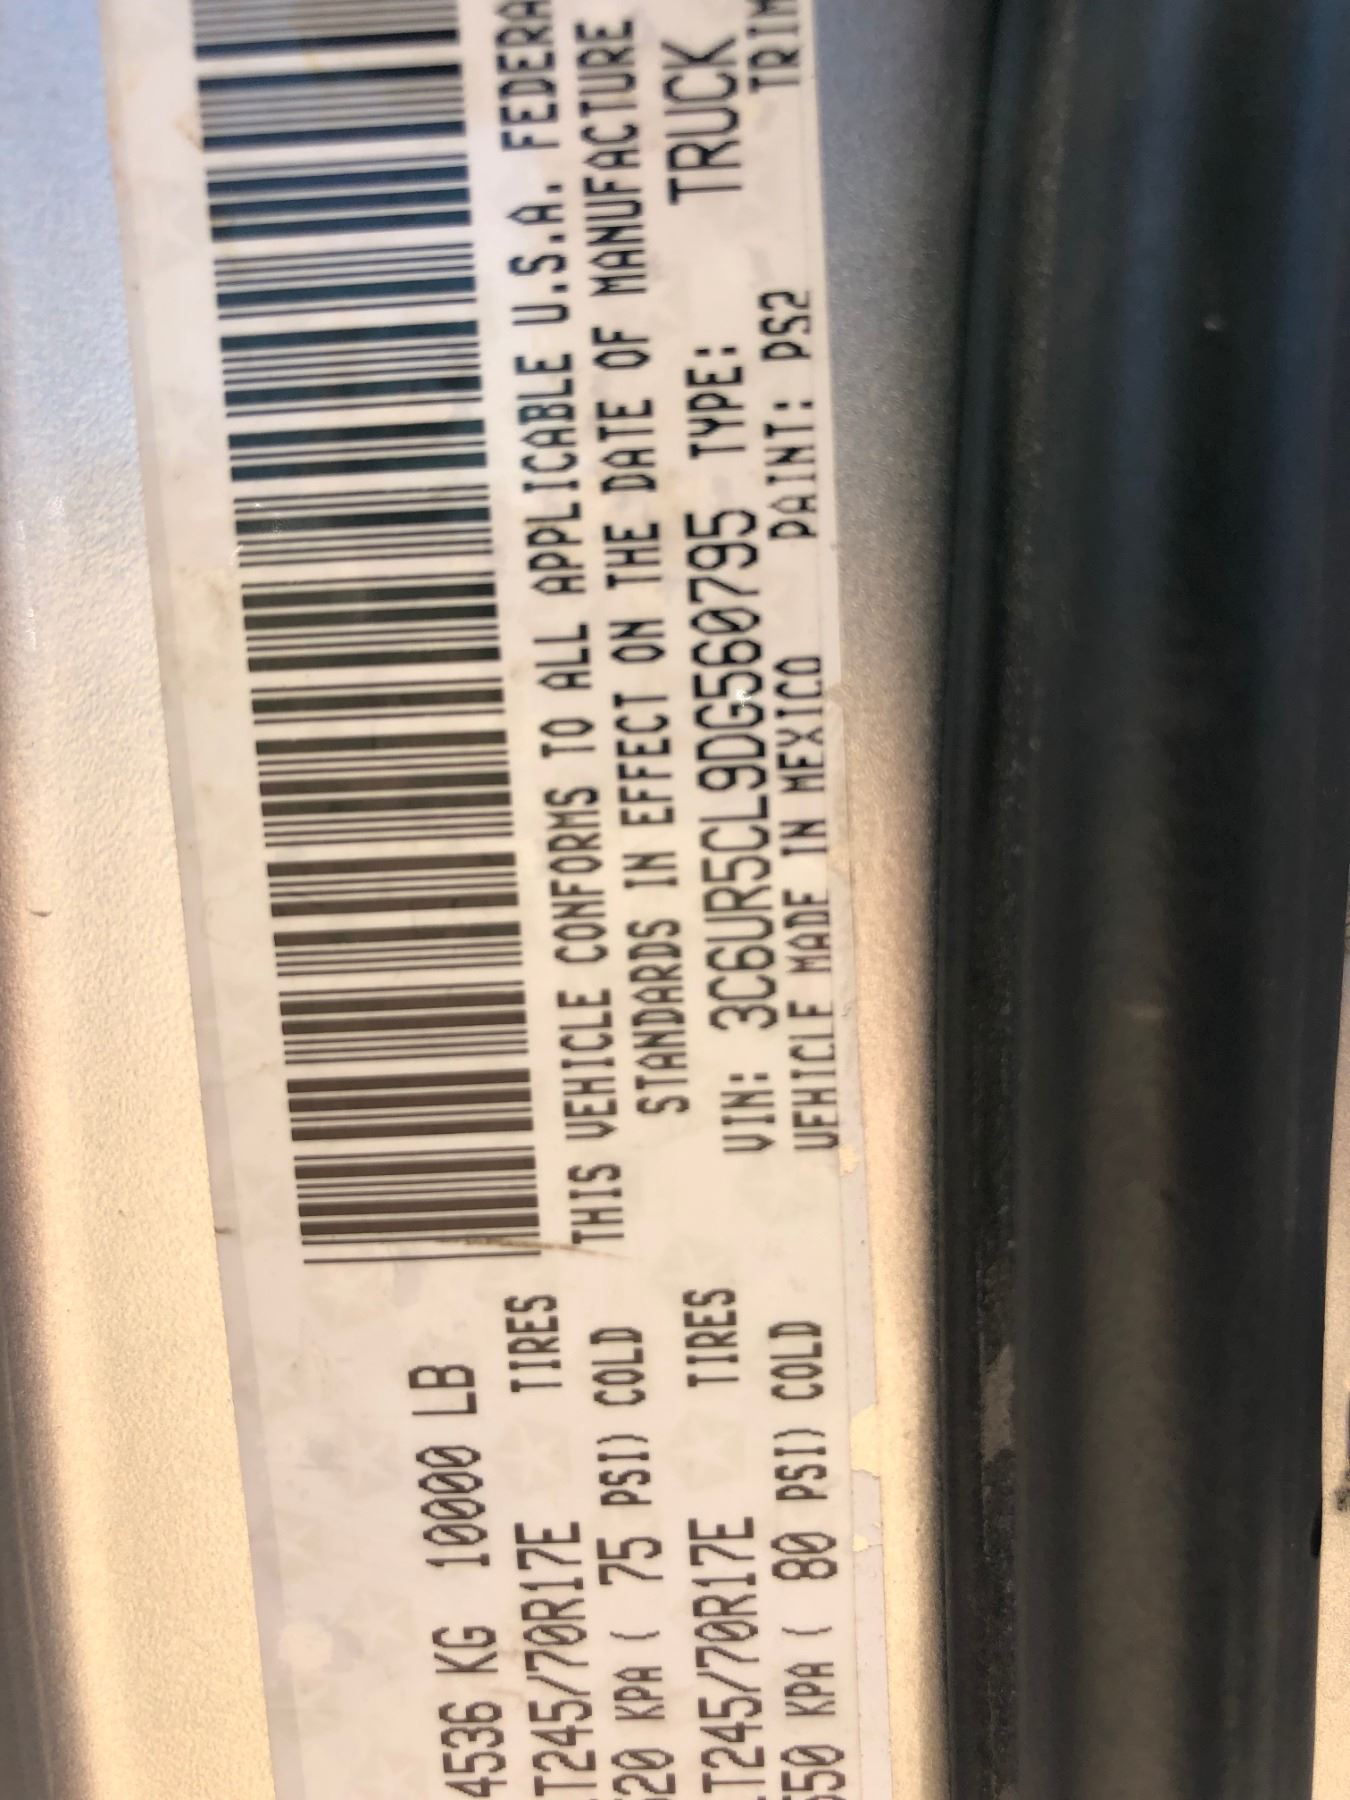 4536 KG 10000 LB
LT245/70R17E TIRES
520 KPA ( 75 PSI) COLD
LT245/70R17E TIRES
550 KPA ( 80 PSI) COLD
THIS VEHICLE CONFORMS TO ALL APPLICABLE U.S.A. FEDERA
STANDARDS IN EFFECT ON THE DATE OF MANUFACTURE
VIN: 3C6UR5CL9DG560795 TYPE: TRUCK
VEHICLE MADE IN MEXICO PAINT: PS2 TRIM